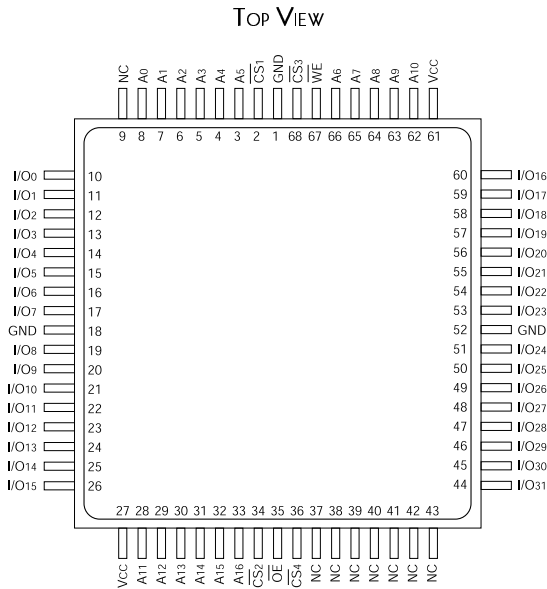 TOP VIEW
NC A0 A1 A2 A3 A4 A5 C̅S̅1̅ GND C̅S̅3̅ W̅E̅ A6 A7 A8 A9 A10 VCC
9 8 7 6 5 4 3 2 1 68 67 66 65 64 63 62 61
I/O0 10 60 I/O16
I/O1 11 59 I/O17
I/O2 12 58 I/O18
I/O3 13 57 I/O19
I/O4 14 56 I/O20
I/O5 15 55 I/O21
I/O6 16 54 I/O22
I/O7 17 53 I/O23
GND 18 52 GND
I/O8 19 51 I/O24
I/O9 20 50 I/O25
I/O10 21 49 I/O26
I/O11 22 48 I/O27
I/O12 23 47 I/O28
I/O13 24 46 I/O29
I/O14 25 45 I/O30
I/O15 26 44 I/O31
27 28 29 30 31 32 33 34 35 36 37 38 39 40 41 42 43
VCC A11 A12 A13 A14 A15 A16 C̅S̅2̅ O̅E̅ C̅S̅4̅ NC NC NC NC NC NC NC